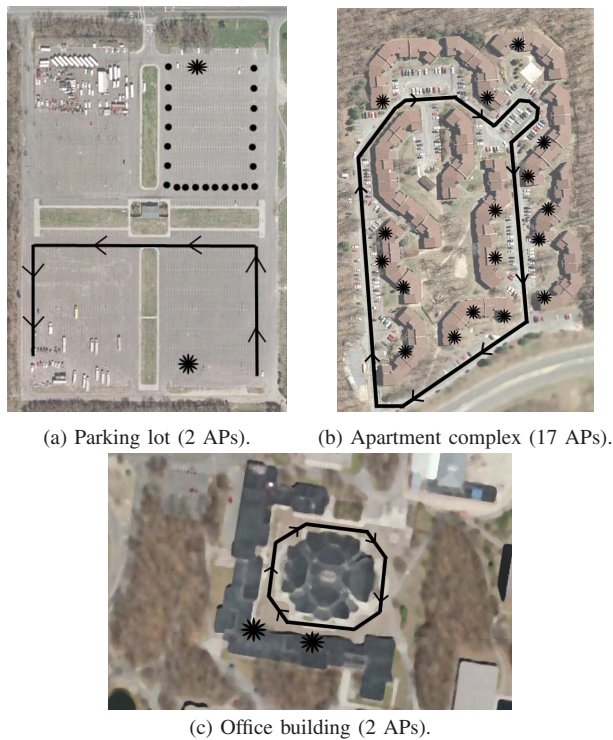 (a) Parking lot (2 APs).
(b) Apartment complex (17 APs).
(c) Office building (2 APs).